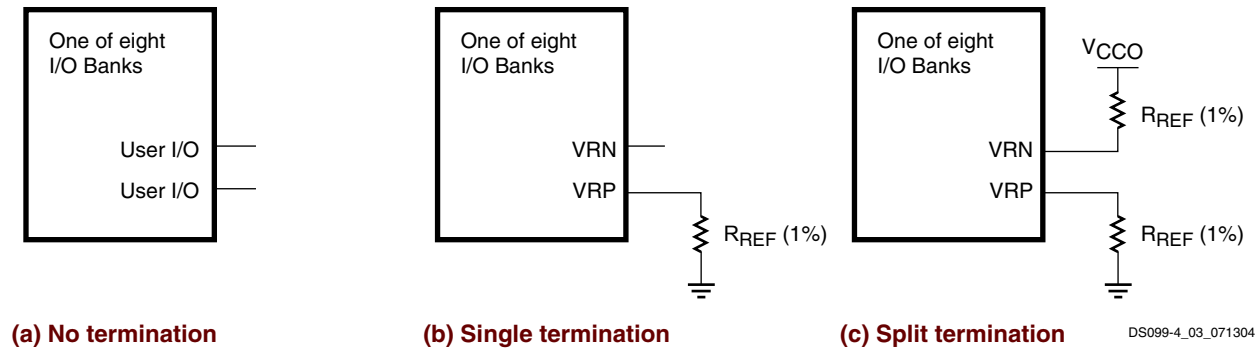 One of eight
I/O Banks
User I/O
User I/O
(a) No termination
One of eight
I/O Banks
VRN
VRP
RREF (1%)
(b) Single termination
One of eight
I/O Banks
VCCO
RREF (1%)
VRN
VRP
RREF (1%)
(c) Split termination
DS099-4_03_071304